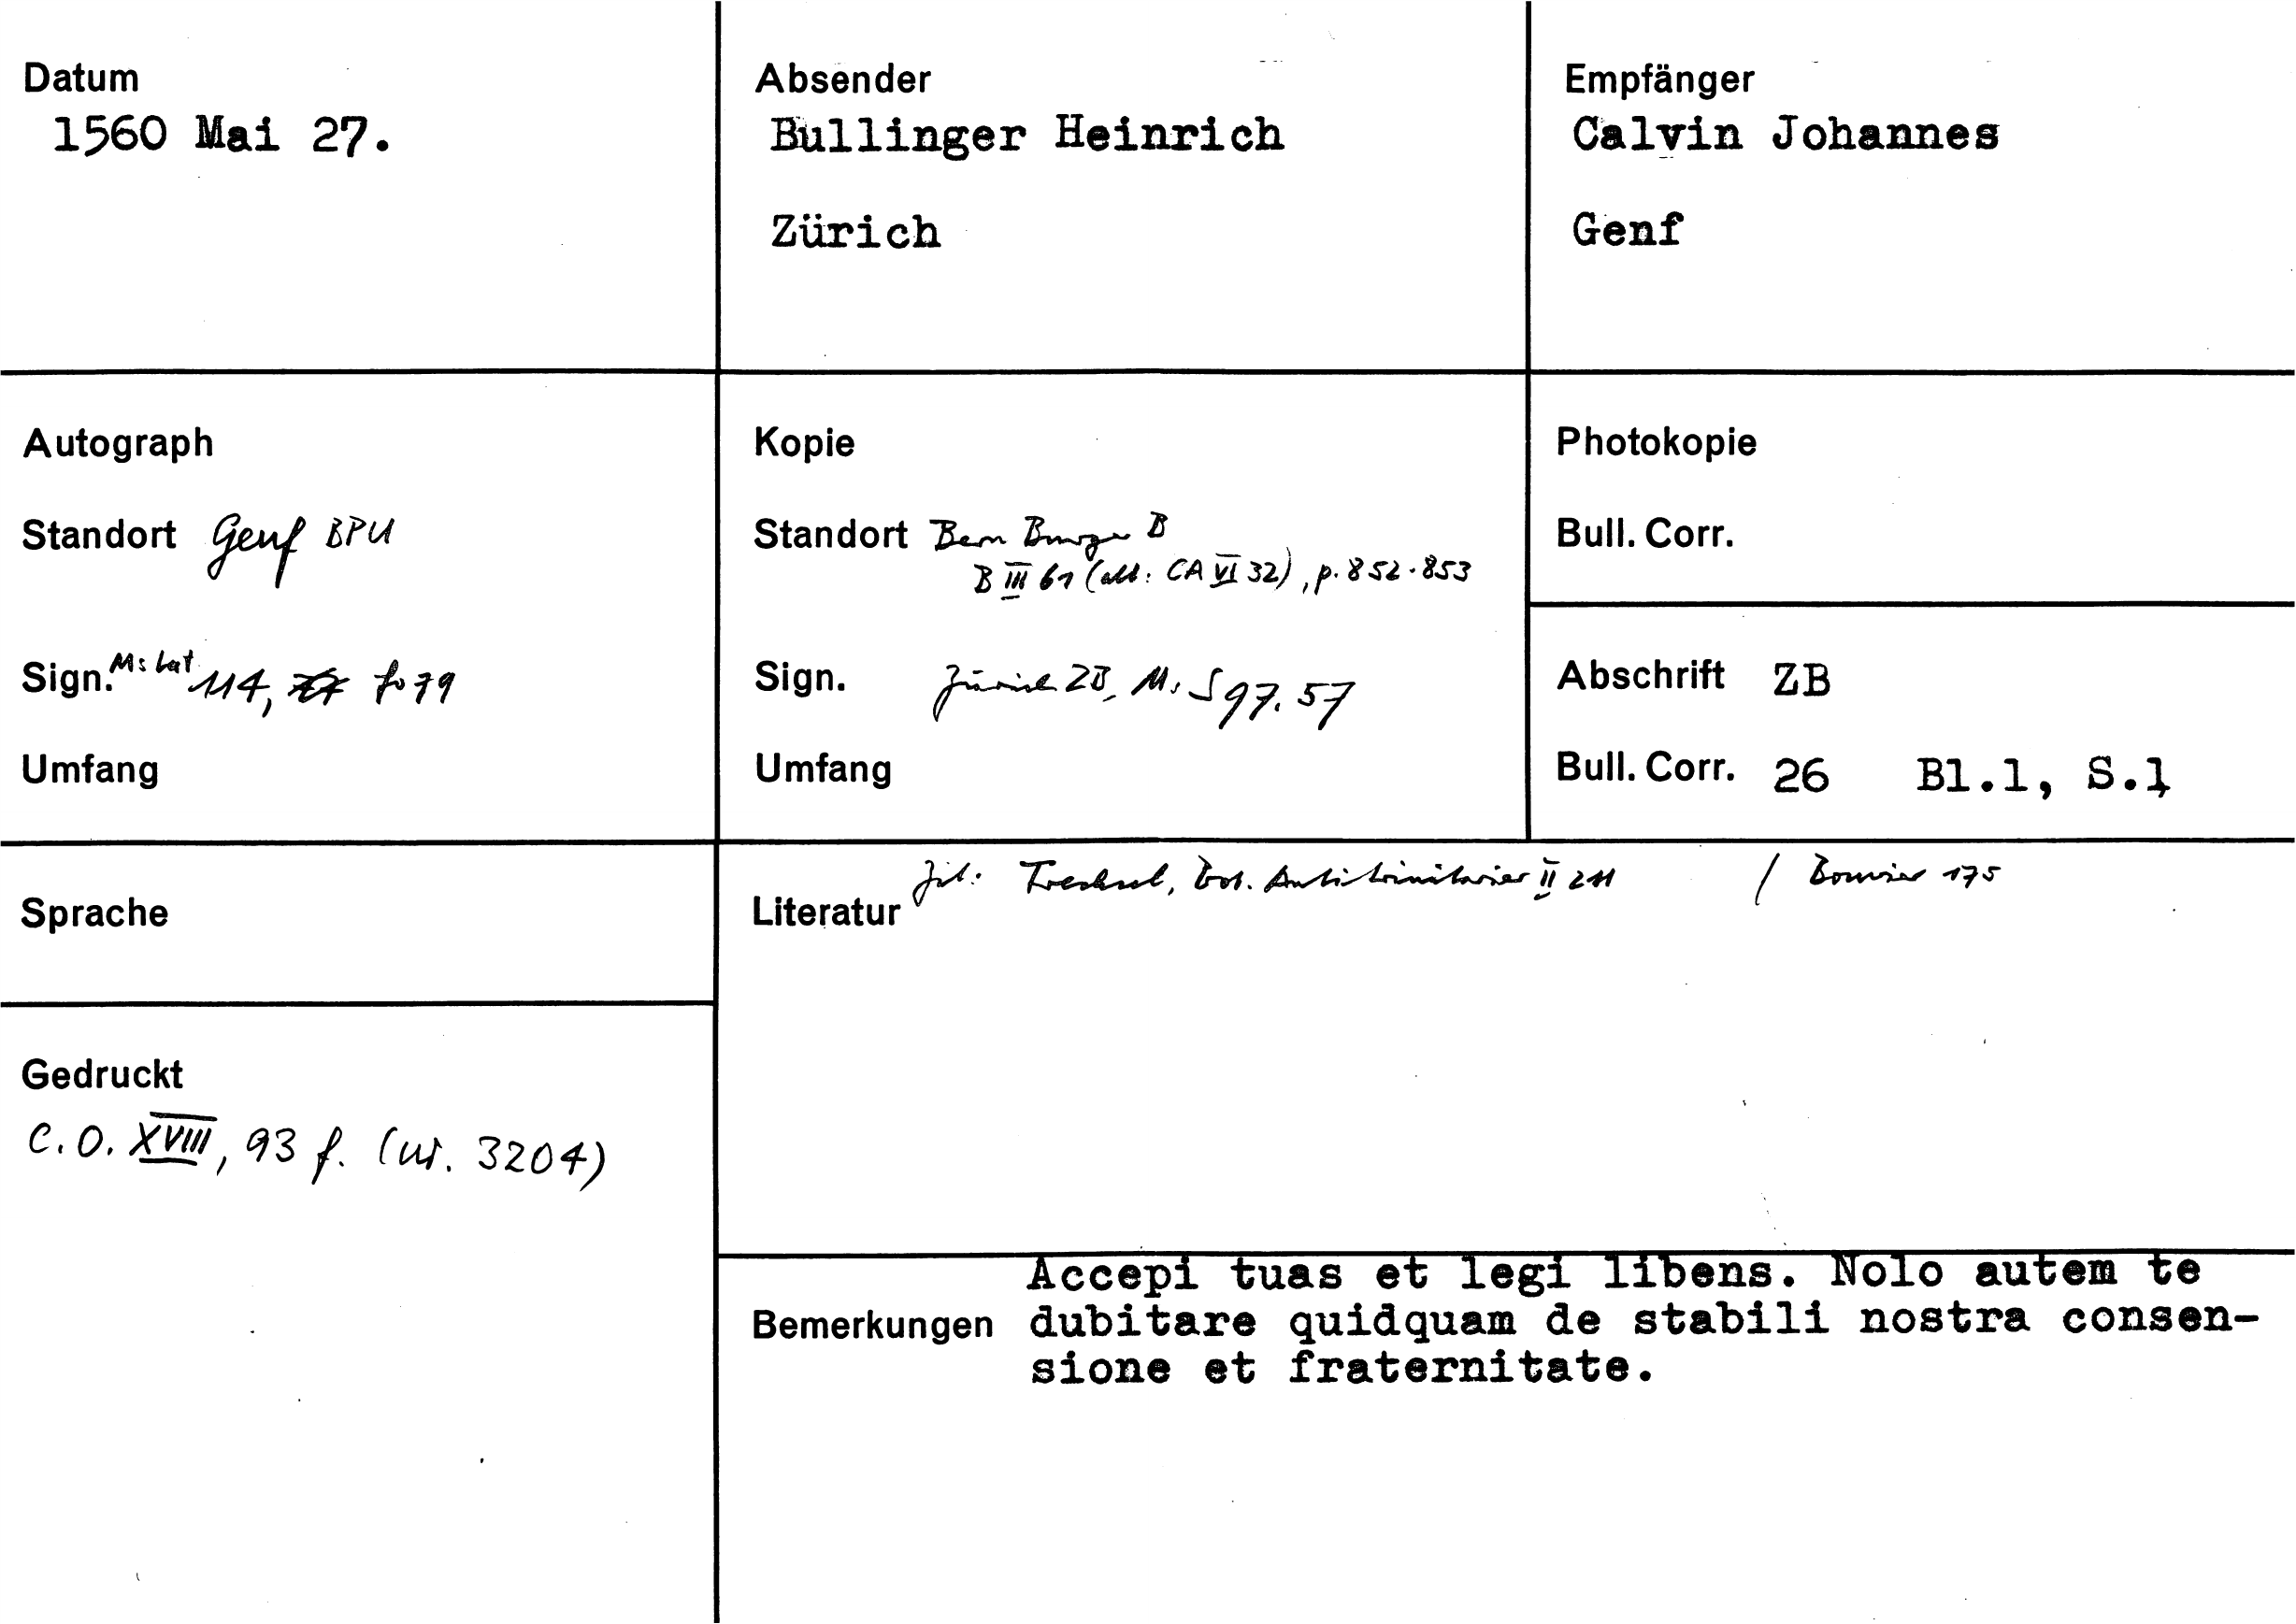 Datum
1560 Mai 27.
Absender
Bullinger Heinrich
Zürich
Empfänger
Calvin Johannes
Genf
Autograph
Standort Genf BPU
Sign. Ms lat 114, fo 79
Umfang
Kopie
Standort Bern Burger B
B III 61 (alt: CA VI 32), p. 852-853
Sign. Zürich ZB, Ms S 97. 57
Umfang
Photokopie
Bull. Corr.
Abschrift ZB
Bull. Corr. 26 Bl.1, S.1
Sprache
Gedruckt
C.O. XVIII, 93 f. (nr. 3204)
Literatur Zit: Trechsel, Antitrinitarier II 211 / Bouvier 175
Bemerkungen
Accepi tuas et legi libens. Nolo autem te
dubitare quidquam de stabili nostra consen-
sione et fraternitate.